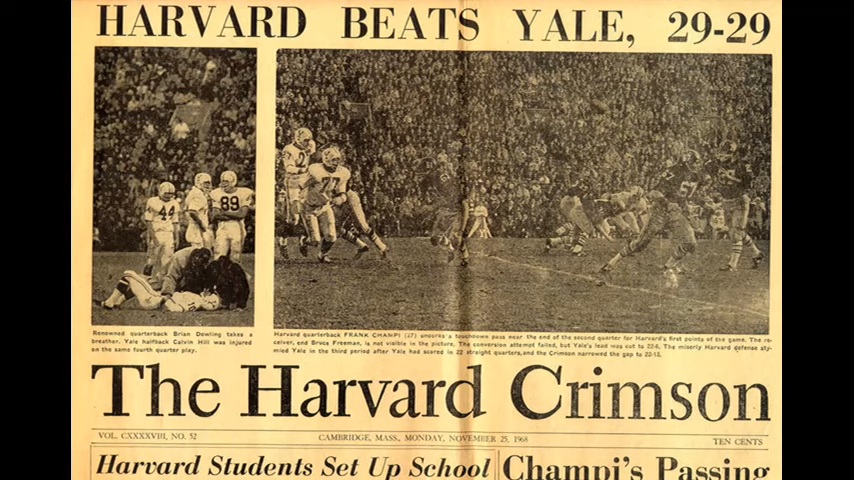 HARVARD BEATS YALE, 29-29
44
89
77
57
Renowned quarterback Brian Dowling takes a
breather. Yale halfback Calvin Hill was injured
on the same fourth quarter play.
Harvard quarterback FRANK CHAMPI (27) uncorks a touchdown pass near the end of the second quarter for Harvard's first points of the game. The re-
ceiver, end Bruce Freeman, is not visible in the picture. The conversion attempt failed, but Yale's lead was cut to 22-6. The miserly Harvard defense sty-
mied Yale in the third period after Yale had scored in 22 straight quarters, and the Crimson narrowed the gap to 22-13.
The Harvard Crimson
VOL. CXXXXVIII, NO. 52 CAMBRIDGE, MASS., MONDAY, NOVEMBER 25, 1968 TEN CENTS
Harvard Students Set Up School
Champi's Passing